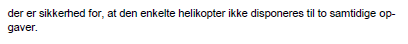 der er sikkerhed for, at den enkelte helikopter ikke disponeres til to samtidige op-
gaver.